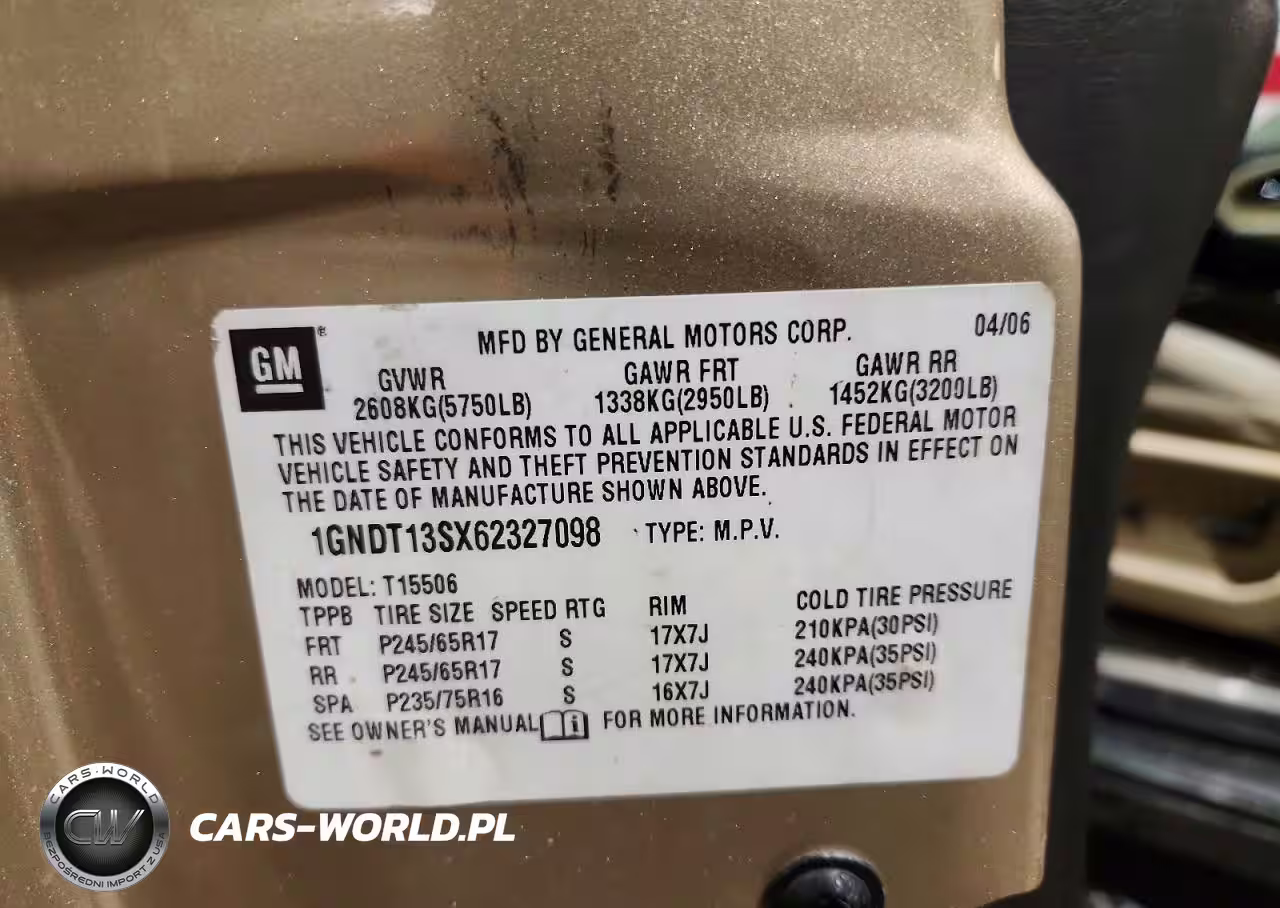 GM®
MFD BY GENERAL MOTORS CORP. 04/06
GVWR GAWR FRT GAWR RR
2608KG(5750LB) 1338KG(2950LB) 1452KG(3200LB)
THIS VEHICLE CONFORMS TO ALL APPLICABLE U.S. FEDERAL MOTOR
VEHICLE SAFETY AND THEFT PREVENTION STANDARDS IN EFFECT ON
THE DATE OF MANUFACTURE SHOWN ABOVE.
1GNDT13SX62327098 TYPE: M.P.V.
MODEL: T15506
TPPB TIRE SIZE SPEED RTG RIM COLD TIRE PRESSURE
FRT P245/65R17 S 17X7J 210KPA(30PSI)
RR P245/65R17 S 17X7J 240KPA(35PSI)
SPA P235/75R16 S 16X7J 240KPA(35PSI)
SEE OWNER'S MANUAL i FOR MORE INFORMATION.
CARS-WORLD
CW
BEZPOŚREDNI IMPORT Z USA
CARS-WORLD.PL